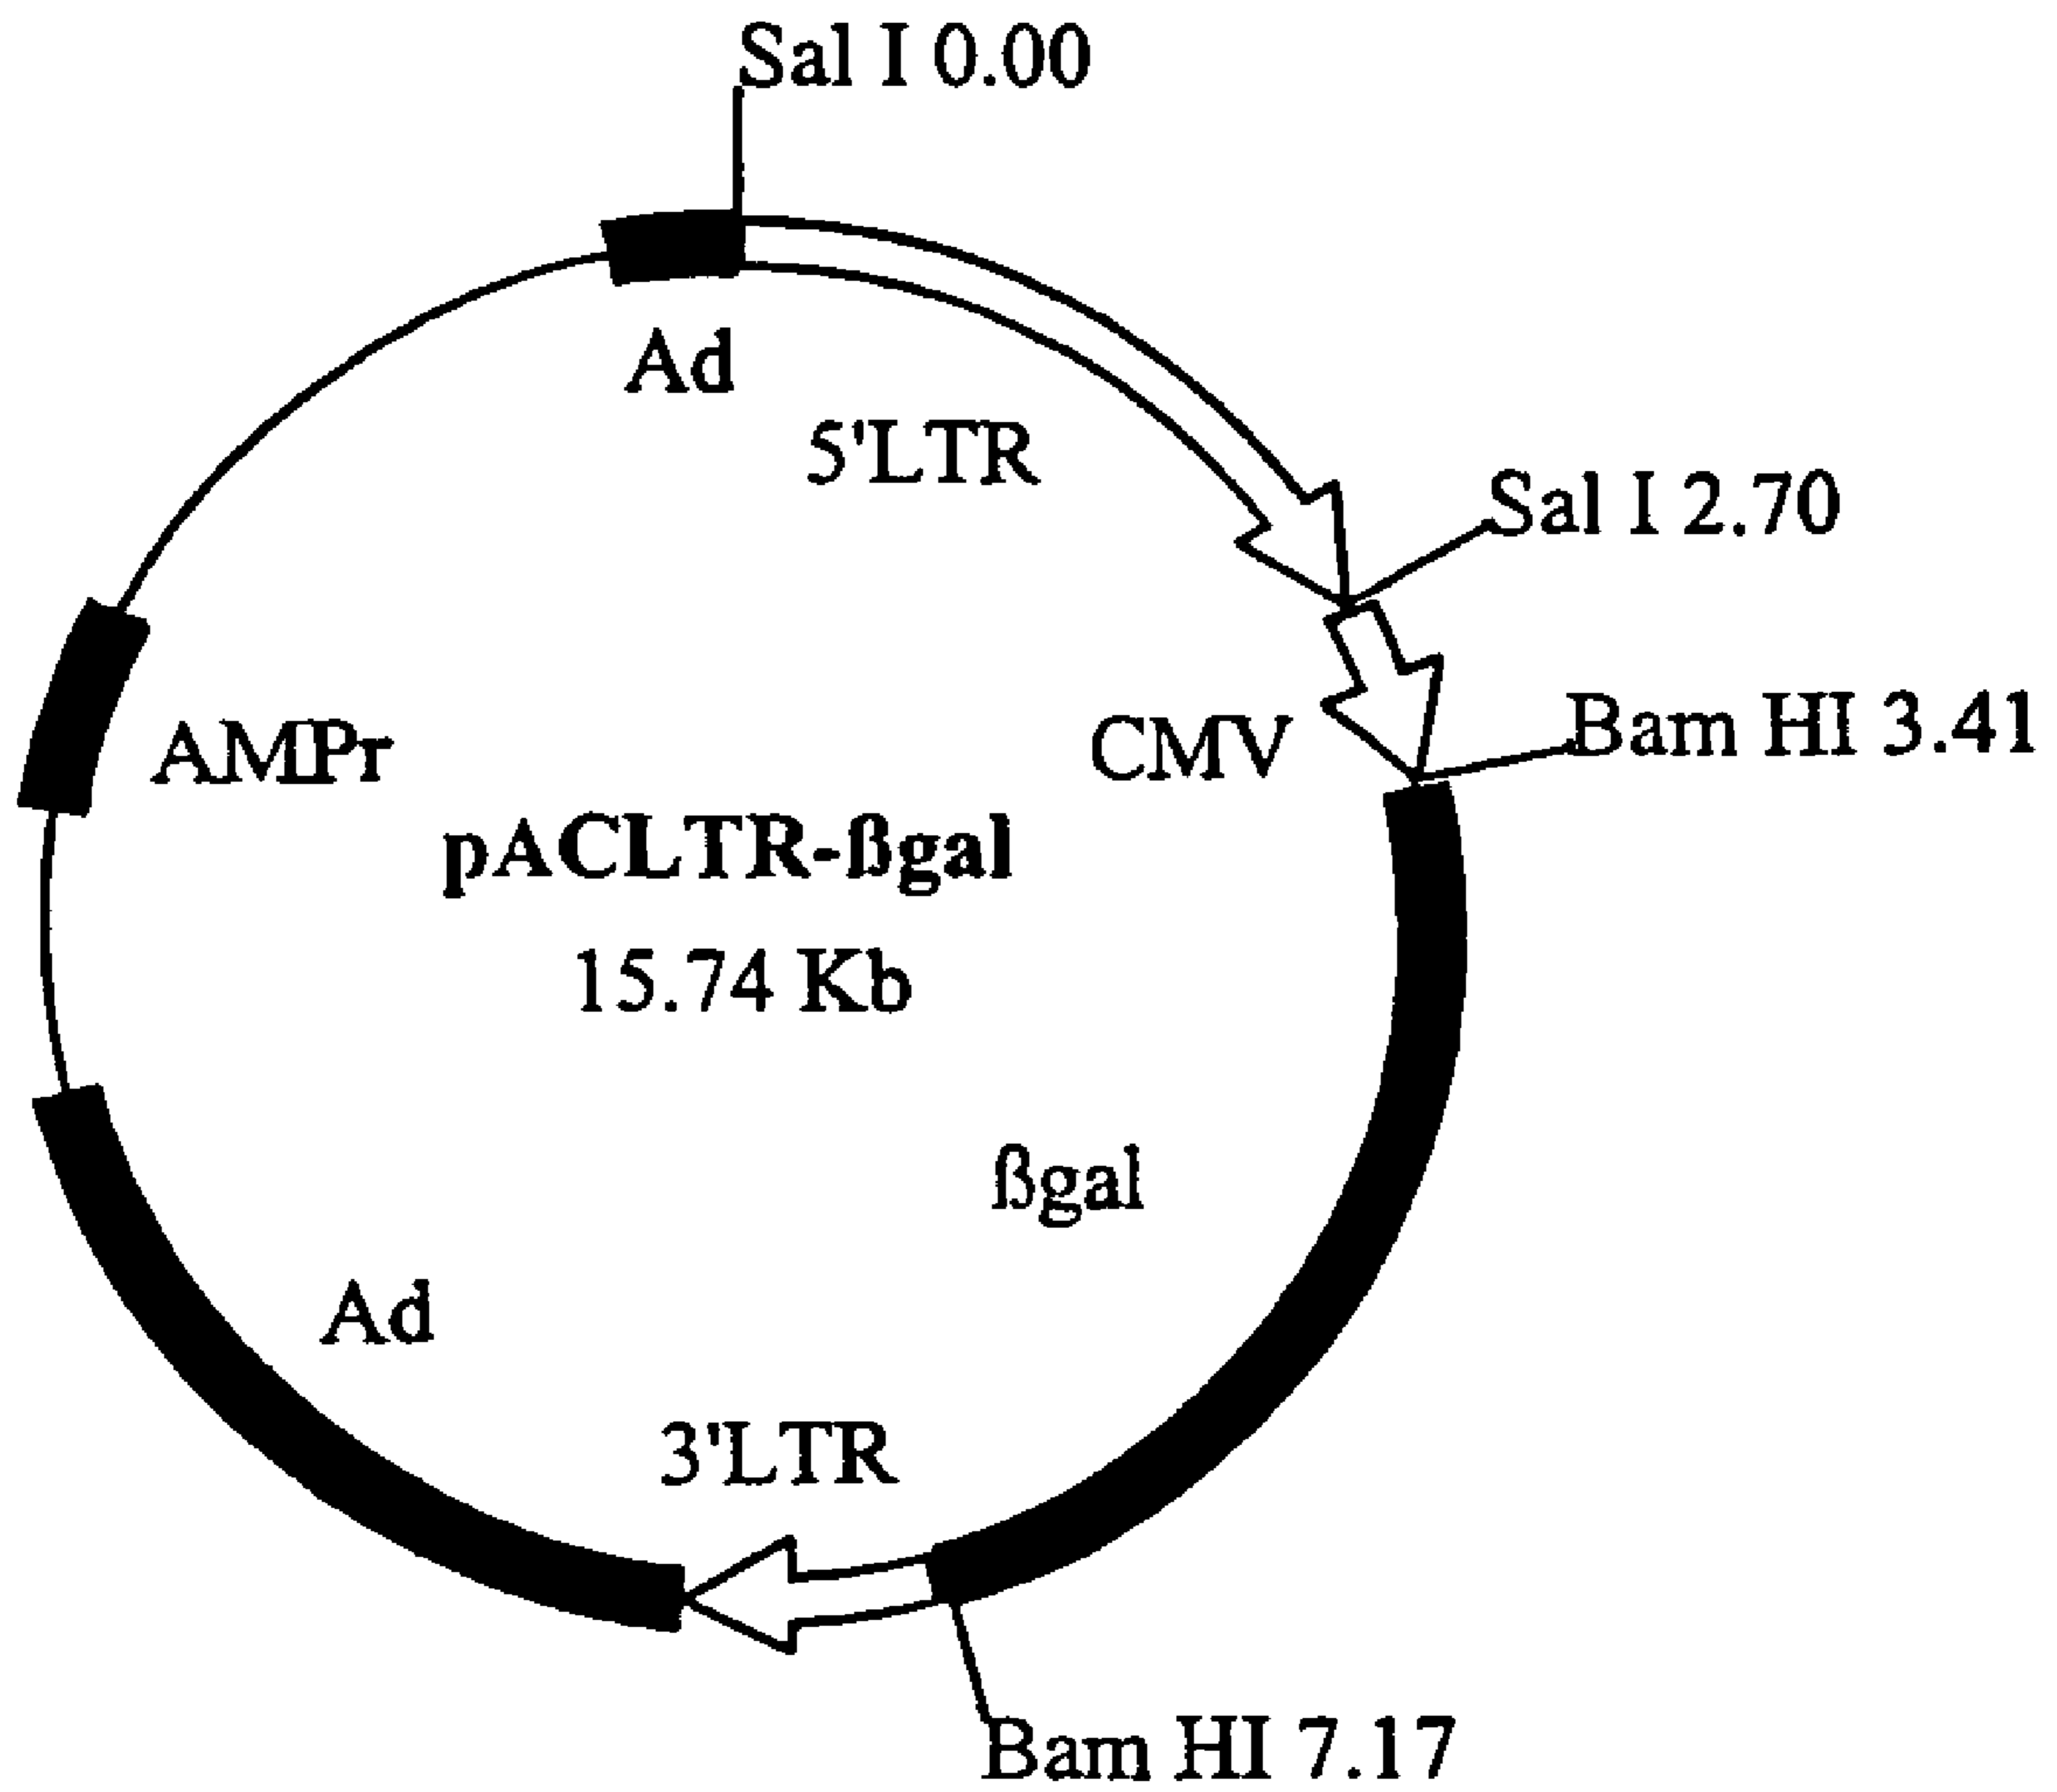 Sal I 0.00
Ad
5'LTR
Sal I 2.70
AMPr
CMV
Bam HI 3.41
pACLTR-ßgal
15.74 Kb
ßgal
Ad
3'LTR
Bam HI 7.17